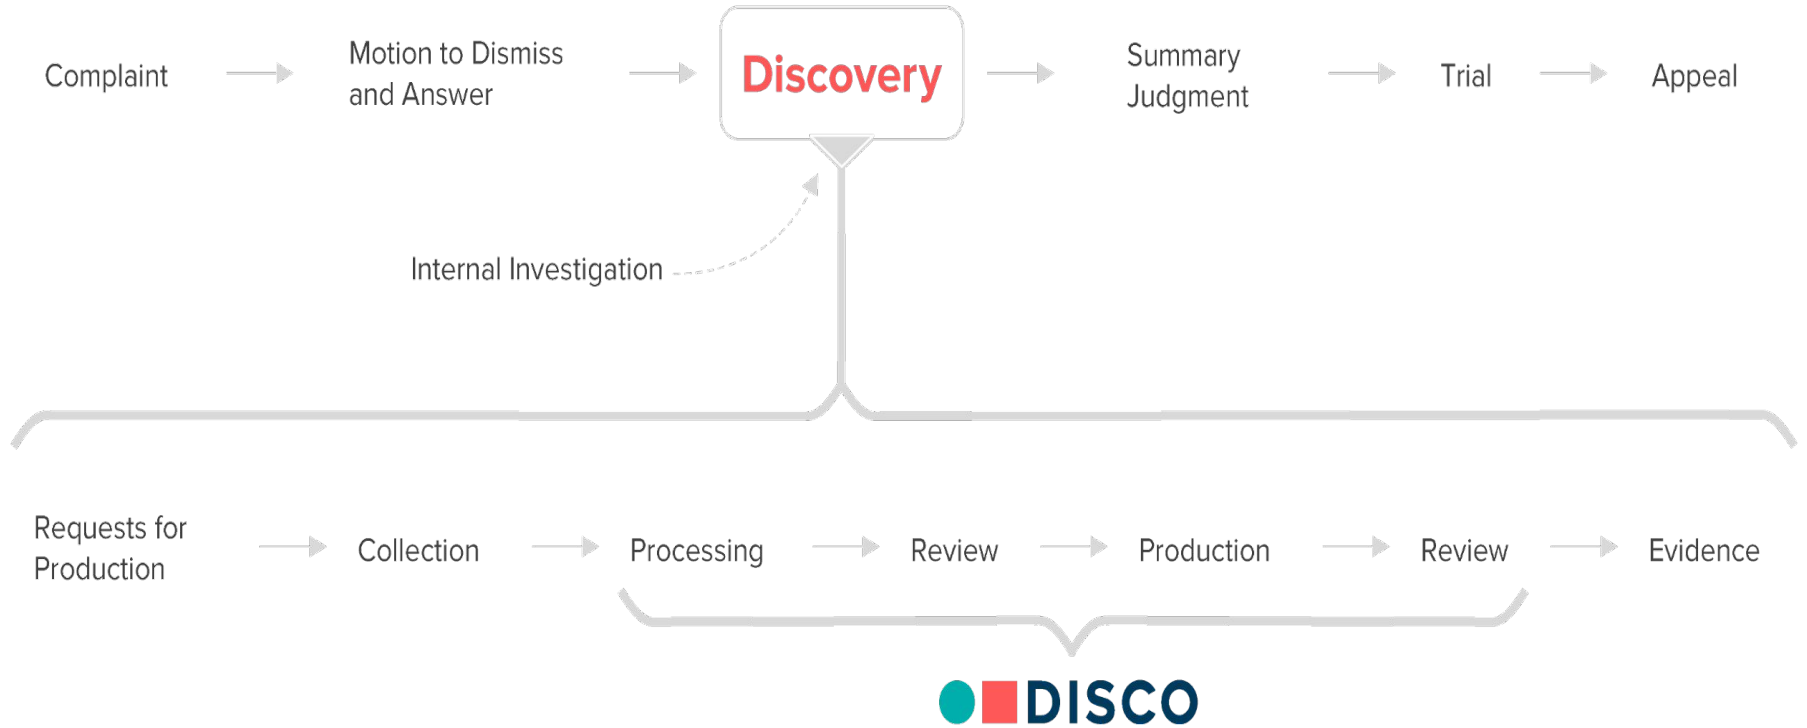 Complaint
Motion to Dismiss
and Answer
Discovery
Summary
Judgment
Trial
Appeal
Internal Investigation
Requests for
Production
Collection
Processing
Review
Production
Review
Evidence
DISCO